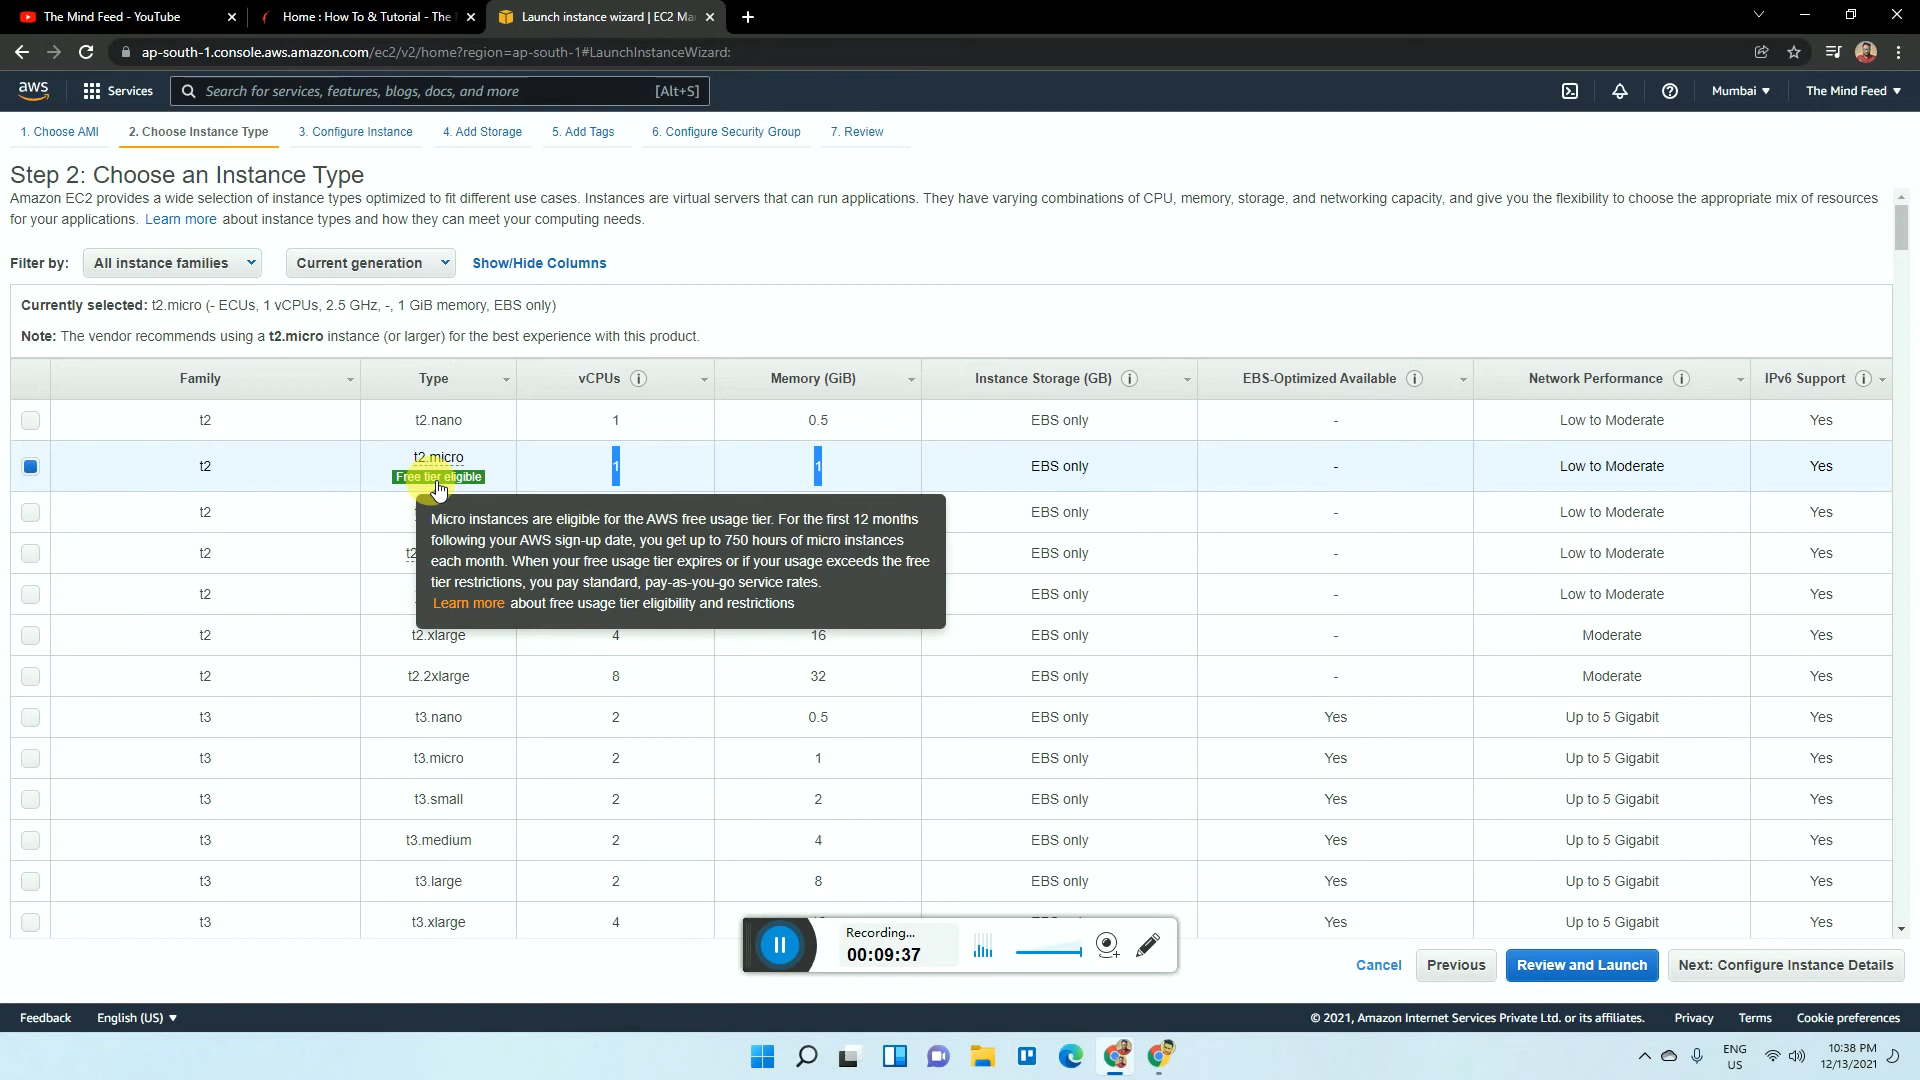 The Mind Feed - YouTube
Home : How To & Tutorial - The
Launch instance wizard | EC2 Ma
ap-south-1.console.aws.amazon.com/ec2/v2/home?region=ap-south-1#LaunchInstanceWizard:
aws Services Search for services, features, blogs, docs, and more [Alt+S] Mumbai The Mind Feed
1. Choose AMI 2. Choose Instance Type 3. Configure Instance 4. Add Storage 5. Add Tags 6. Configure Security Group 7. Review
Step 2: Choose an Instance Type
Amazon EC2 provides a wide selection of instance types optimized to fit different use cases. Instances are virtual servers that can run applications. They have varying combinations of CPU, memory, storage, and networking capacity, and give you the flexibility to choose the appropriate mix of resources
for your applications. Learn more about instance types and how they can meet your computing needs.
Filter by: All instance families Current generation Show/Hide Columns
Currently selected: t2.micro (- ECUs, 1 vCPUs, 2.5 GHz, -, 1 GiB memory, EBS only)
Note: The vendor recommends using a t2.micro instance (or larger) for the best experience with this product.
Family Type vCPUs Memory (GiB) Instance Storage (GB) EBS-Optimized Available Network Performance IPv6 Support
t2 t2.nano 1 0.5 EBS only - Low to Moderate Yes
t2 t2.micro 1 1 EBS only - Low to Moderate Yes
Free tier eligible
t2 EBS only - Low to Moderate Yes
t2 t2 EBS only - Low to Moderate Yes
t2 EBS only - Low to Moderate Yes
Micro instances are eligible for the AWS free usage tier. For the first 12 months
following your AWS sign-up date, you get up to 750 hours of micro instances
each month. When your free usage tier expires or if your usage exceeds the free
tier restrictions, you pay standard, pay-as-you-go service rates.
Learn more about free usage tier eligibility and restrictions
t2 t2.xlarge 4 16 EBS only - Moderate Yes
t2 t2.2xlarge 8 32 EBS only - Moderate Yes
t3 t3.nano 2 0.5 EBS only Yes Up to 5 Gigabit Yes
t3 t3.micro 2 1 EBS only Yes Up to 5 Gigabit Yes
t3 t3.small 2 2 EBS only Yes Up to 5 Gigabit Yes
t3 t3.medium 2 4 EBS only Yes Up to 5 Gigabit Yes
t3 t3.large 2 8 EBS only Yes Up to 5 Gigabit Yes
t3 t3.xlarge 4 Yes Up to 5 Gigabit Yes
Recording...
00:09:37
Cancel Previous Review and Launch Next: Configure Instance Details
Feedback English (US) © 2021, Amazon Internet Services Private Ltd. or its affiliates. Privacy Terms Cookie preferences
ENG
US
10:38 PM
12/13/2021